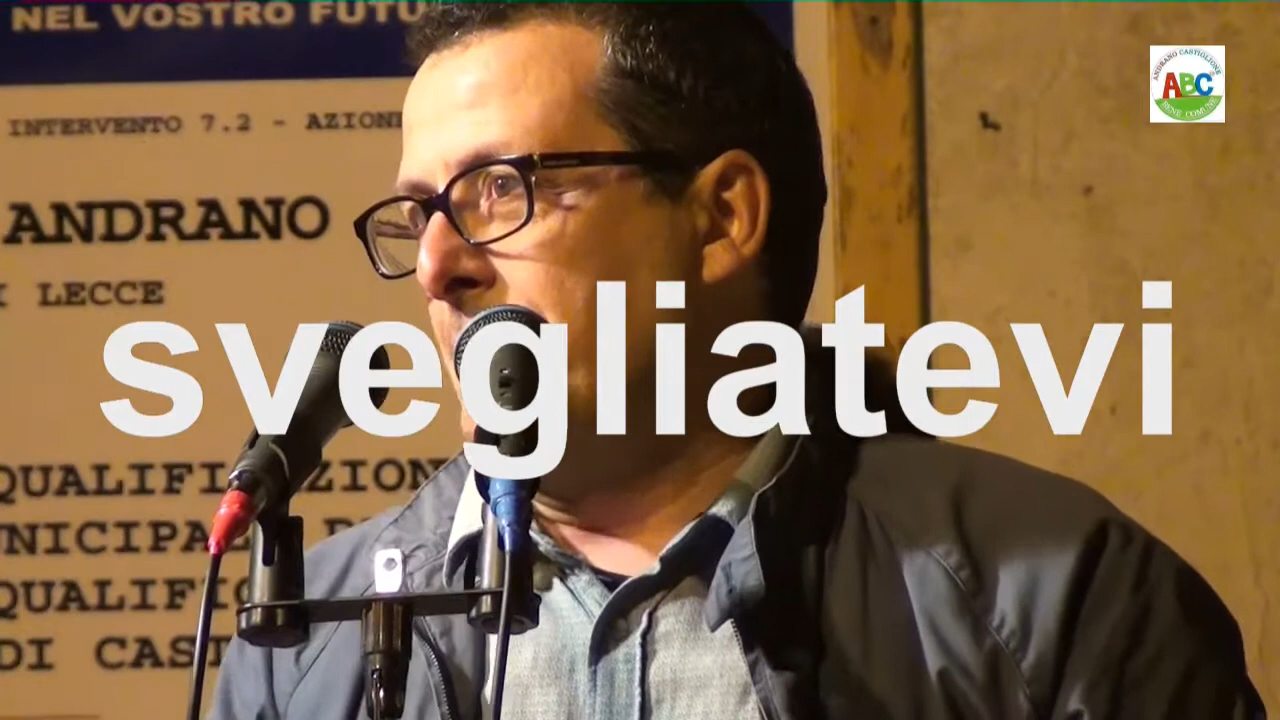 NEL VOSTRO FUTU
INTERVENTO 7.2 - AZIONE
ANDRANO
I LECCE
svegliatevi
QUALIFI ZION
NICIPA
QUALIFI
DI CAST
ANDRANO CASTIGLIONE
ABC
BENE COMUNE